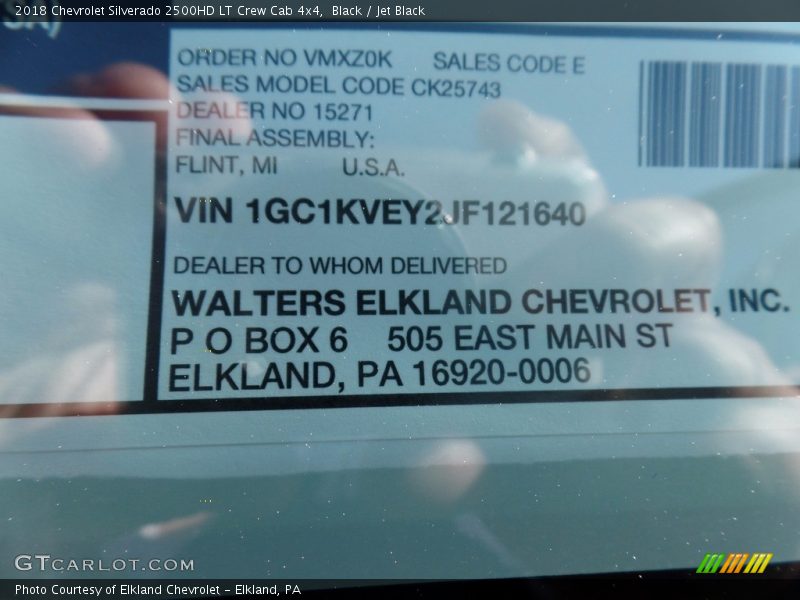 2018 Chevrolet Silverado 2500HD LT Crew Cab 4x4,  Black / Jet Black
ORDER NO VMXZ0K SALES CODE E
SALES MODEL CODE CK25743
DEALER NO 15271
FINAL ASSEMBLY:
FLINT, MI U.S.A.
VIN 1GC1KVEY2JF121640
DEALER TO WHOM DELIVERED
WALTERS ELKLAND CHEVROLET, INC.
P O BOX 6 505 EAST MAIN ST
ELKLAND, PA 16920-0006
GTCARLOT.COM
Photo Courtesy of Elkland Chevrolet – Elkland, PA